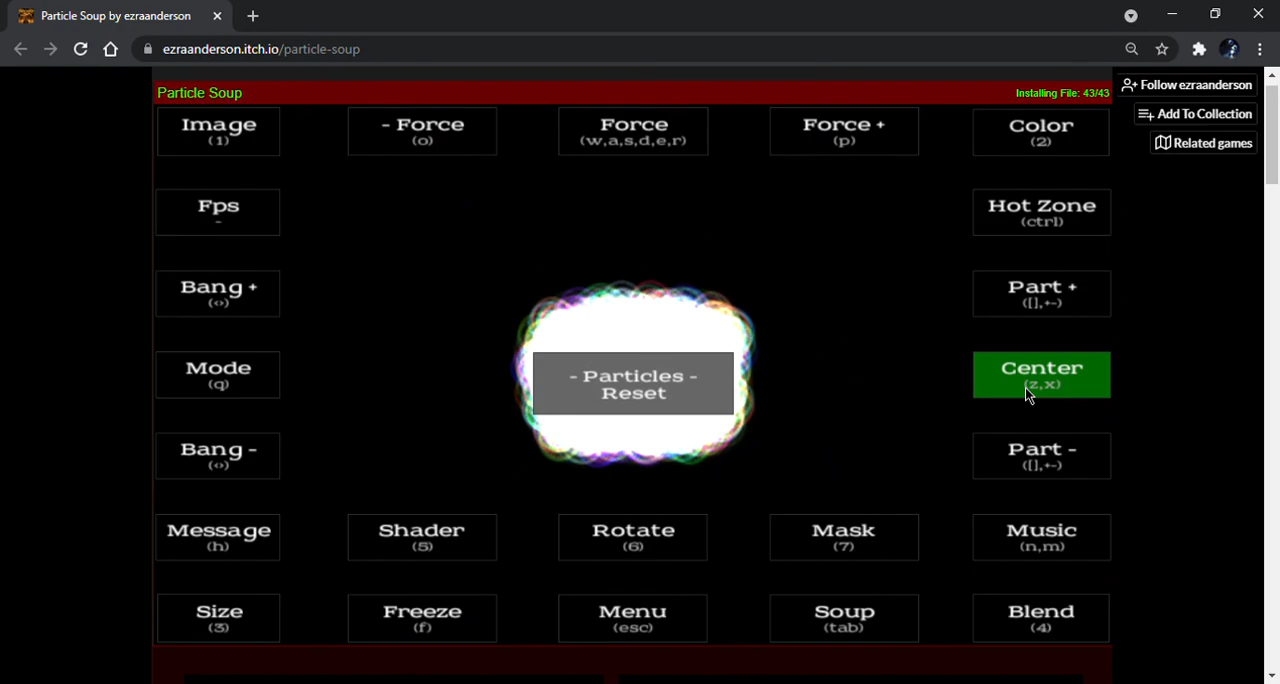 Particle Soup by ezraanderson
ezraanderson.itch.io/particle-soup
Particle Soup
Installing File: 43/43
Follow ezraanderson
Add To Collection
Related games
Image
(1)
- Force
(o)
Force
(w,a,s,d,e,r)
Force +
(p)
Color
(2)
Fps
~
Hot Zone
(ctrl)
Bang +
(<>)
Part +
([],+-)
Mode
(q)
- Particles -
Reset
Center
(z,x)
Bang -
(<>)
Part -
([],+-)
Message
(h)
Shader
(5)
Rotate
(6)
Mask
(7)
Music
(n,m)
Size
(3)
Freeze
(f)
Menu
(esc)
Soup
(tab)
Blend
(4)